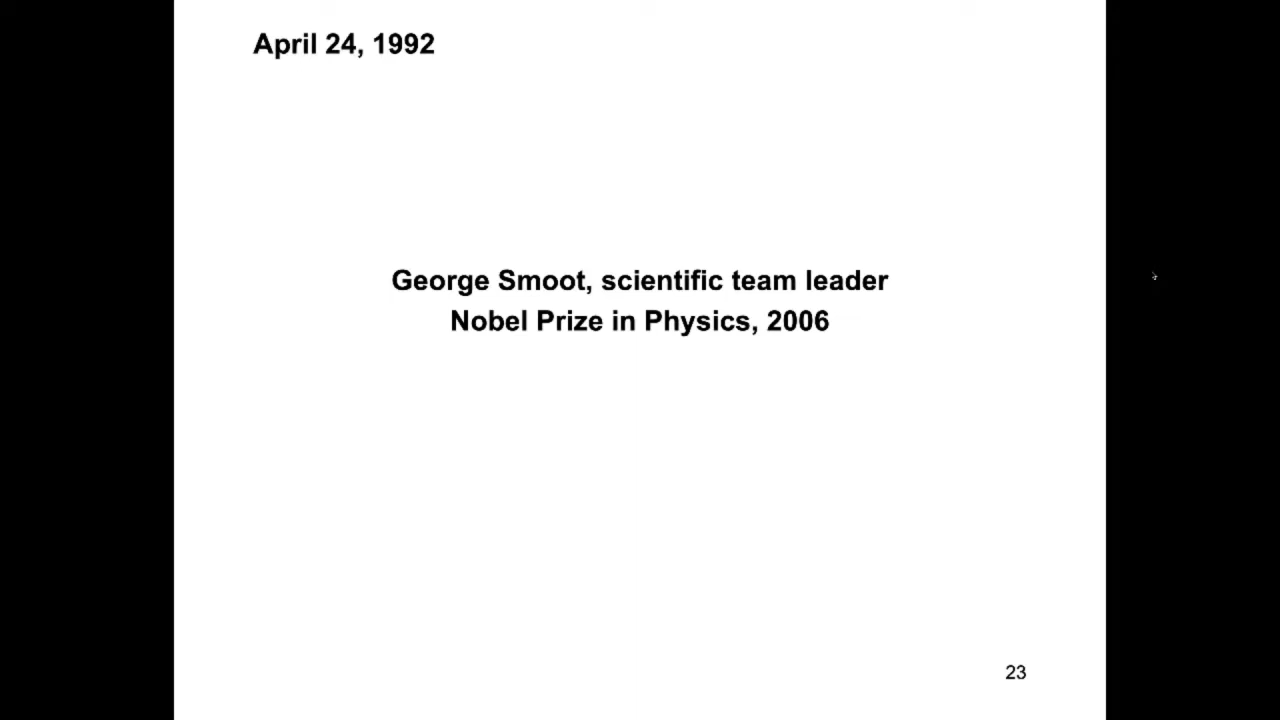 April 24, 1992
George Smoot, scientific team leader
Nobel Prize in Physics, 2006
23